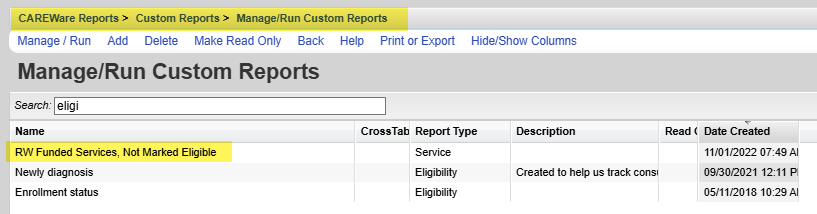 CAREWare Reports > Custom Reports > Manage/Run Custom Reports
Manage / Run Add Delete Make Read Only Back Help Print or Export Hide/Show Columns
Manage/Run Custom Reports
Search: eligi
Name CrossTab Report Type Description Read O Date Created
RW Funded Services, Not Marked Eligible Service 11/01/2022 07:49 A
Newly diagnosis Eligibility Created to help us track cons 09/30/2021 12:11 P
Enrollment status Eligibility 05/11/2018 10:29 A